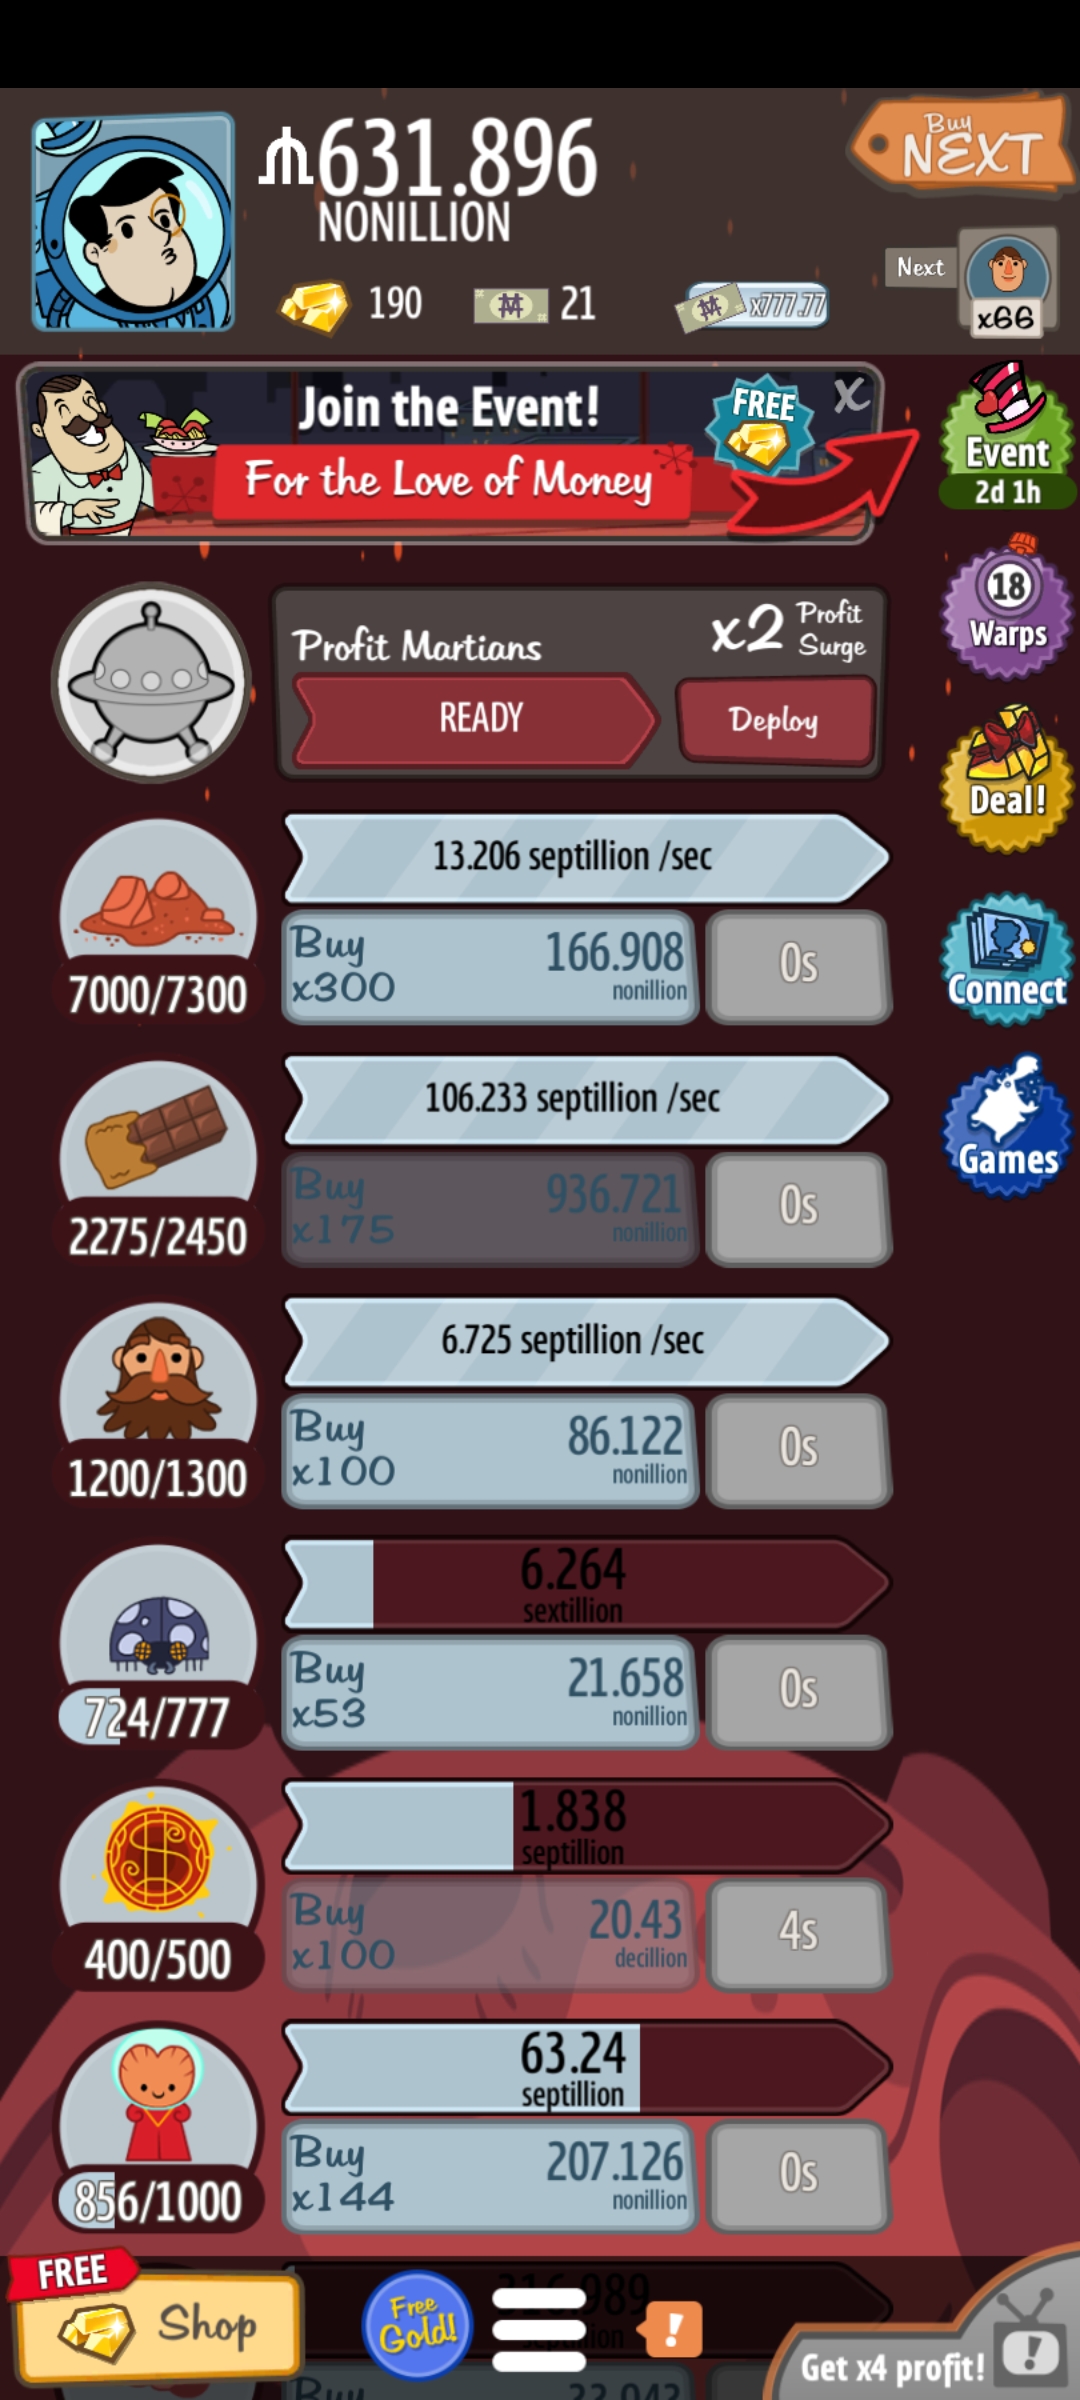 631.896
NONILLION
Buy
NEXT
190
21
x777.77
Next
x66
Join the Event!
For the Love of Money
FREE
X
Event
2d 1h
18
Warps
Profit Martians
x2 Profit
Surge
READY
Deploy
Deal!
13.206 septillion /sec
Buy
x300
166.908
nonillion
0s
7000/7300
Connect
106.233 septillion /sec
Buy
x175
936.721
nonillion
0s
2275/2450
Games
6.725 septillion /sec
Buy
x100
86.122
nonillion
0s
1200/1300
6.264
sextillion
Buy
x53
21.658
nonillion
0s
724/777
1.838
septillion
Buy
x100
20.43
decillion
4s
400/500
63.24
septillion
Buy
x144
207.126
nonillion
0s
856/1000
FREE
Shop
Free
Gold!
!
Get x4 profit!
!
Buy